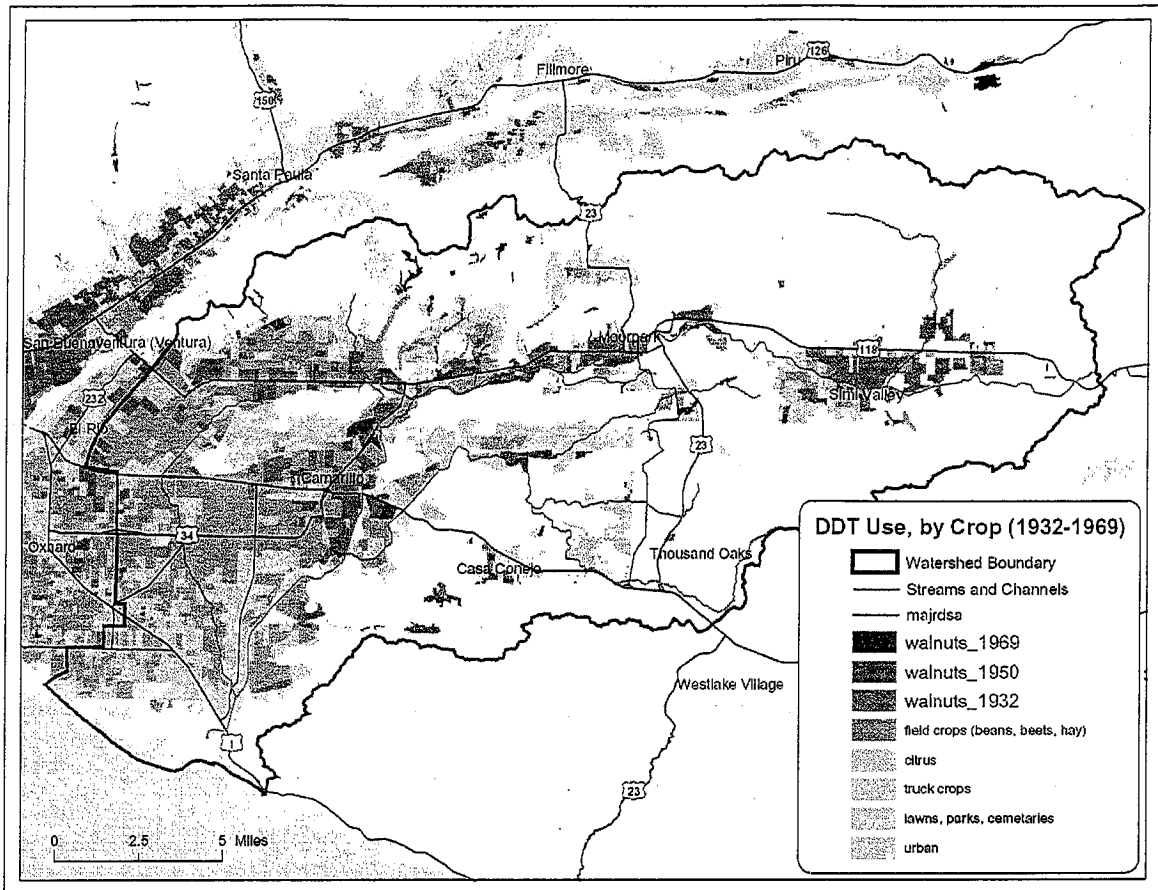 126
Fillmore
Piru
150
Santa Paula
23
San Buenaventura (Ventura)
Moorpark
118
232
Simi Valley
El Rio
23
Camarillo
DDT Use, by Crop (1932-1969)
Oxnard
34
Thousand Oaks
Watershed Boundary
Casa Conejo
Streams and Channels
majrdsa
walnuts_1969
walnuts_1950
Westlake Village
walnuts_1932
field crops (beans, beets, hay)
1
citrus
23
truck crops
lawns, parks, cemetaries
0 2.5 5 Miles
urban